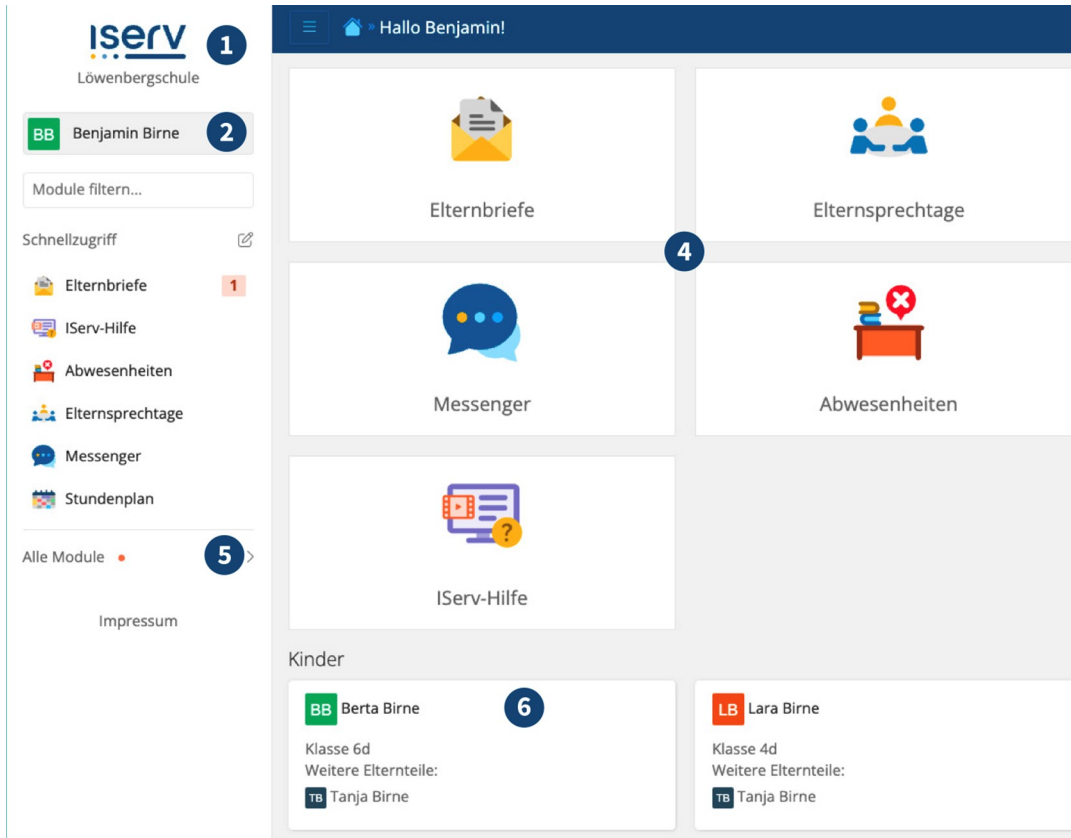 IServ
1
Löwenbergschule
BB Benjamin Birne 2
Module filtern...
Schnellzugriff
Elternbriefe 1
IServ-Hilfe
Abwesenheiten
Elternsprechtage
Messenger
Stundenplan
Alle Module 5
Impressum
» Hallo Benjamin!
Elternbriefe
Elternsprechtage
4
Messenger
Abwesenheiten
?
IServ-Hilfe
Kinder
BB Berta Birne 6
Klasse 6d
Weitere Elternteile:
TB Tanja Birne
LB Lara Birne
Klasse 4d
Weitere Elternteile:
TB Tanja Birne